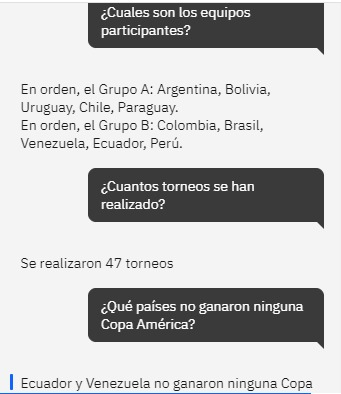 ¿Cuales son los equipos
participantes?
En orden, el Grupo A: Argentina, Bolivia,
Uruguay, Chile, Paraguay.
En orden, el Grupo B: Colombia, Brasil,
Venezuela, Ecuador, Perú.
¿Cuantos torneos se han
realizado?
Se realizaron 47 torneos
¿Qué países no ganaron ninguna
Copa América?
Ecuador y Venezuela no ganaron ninguna Copa